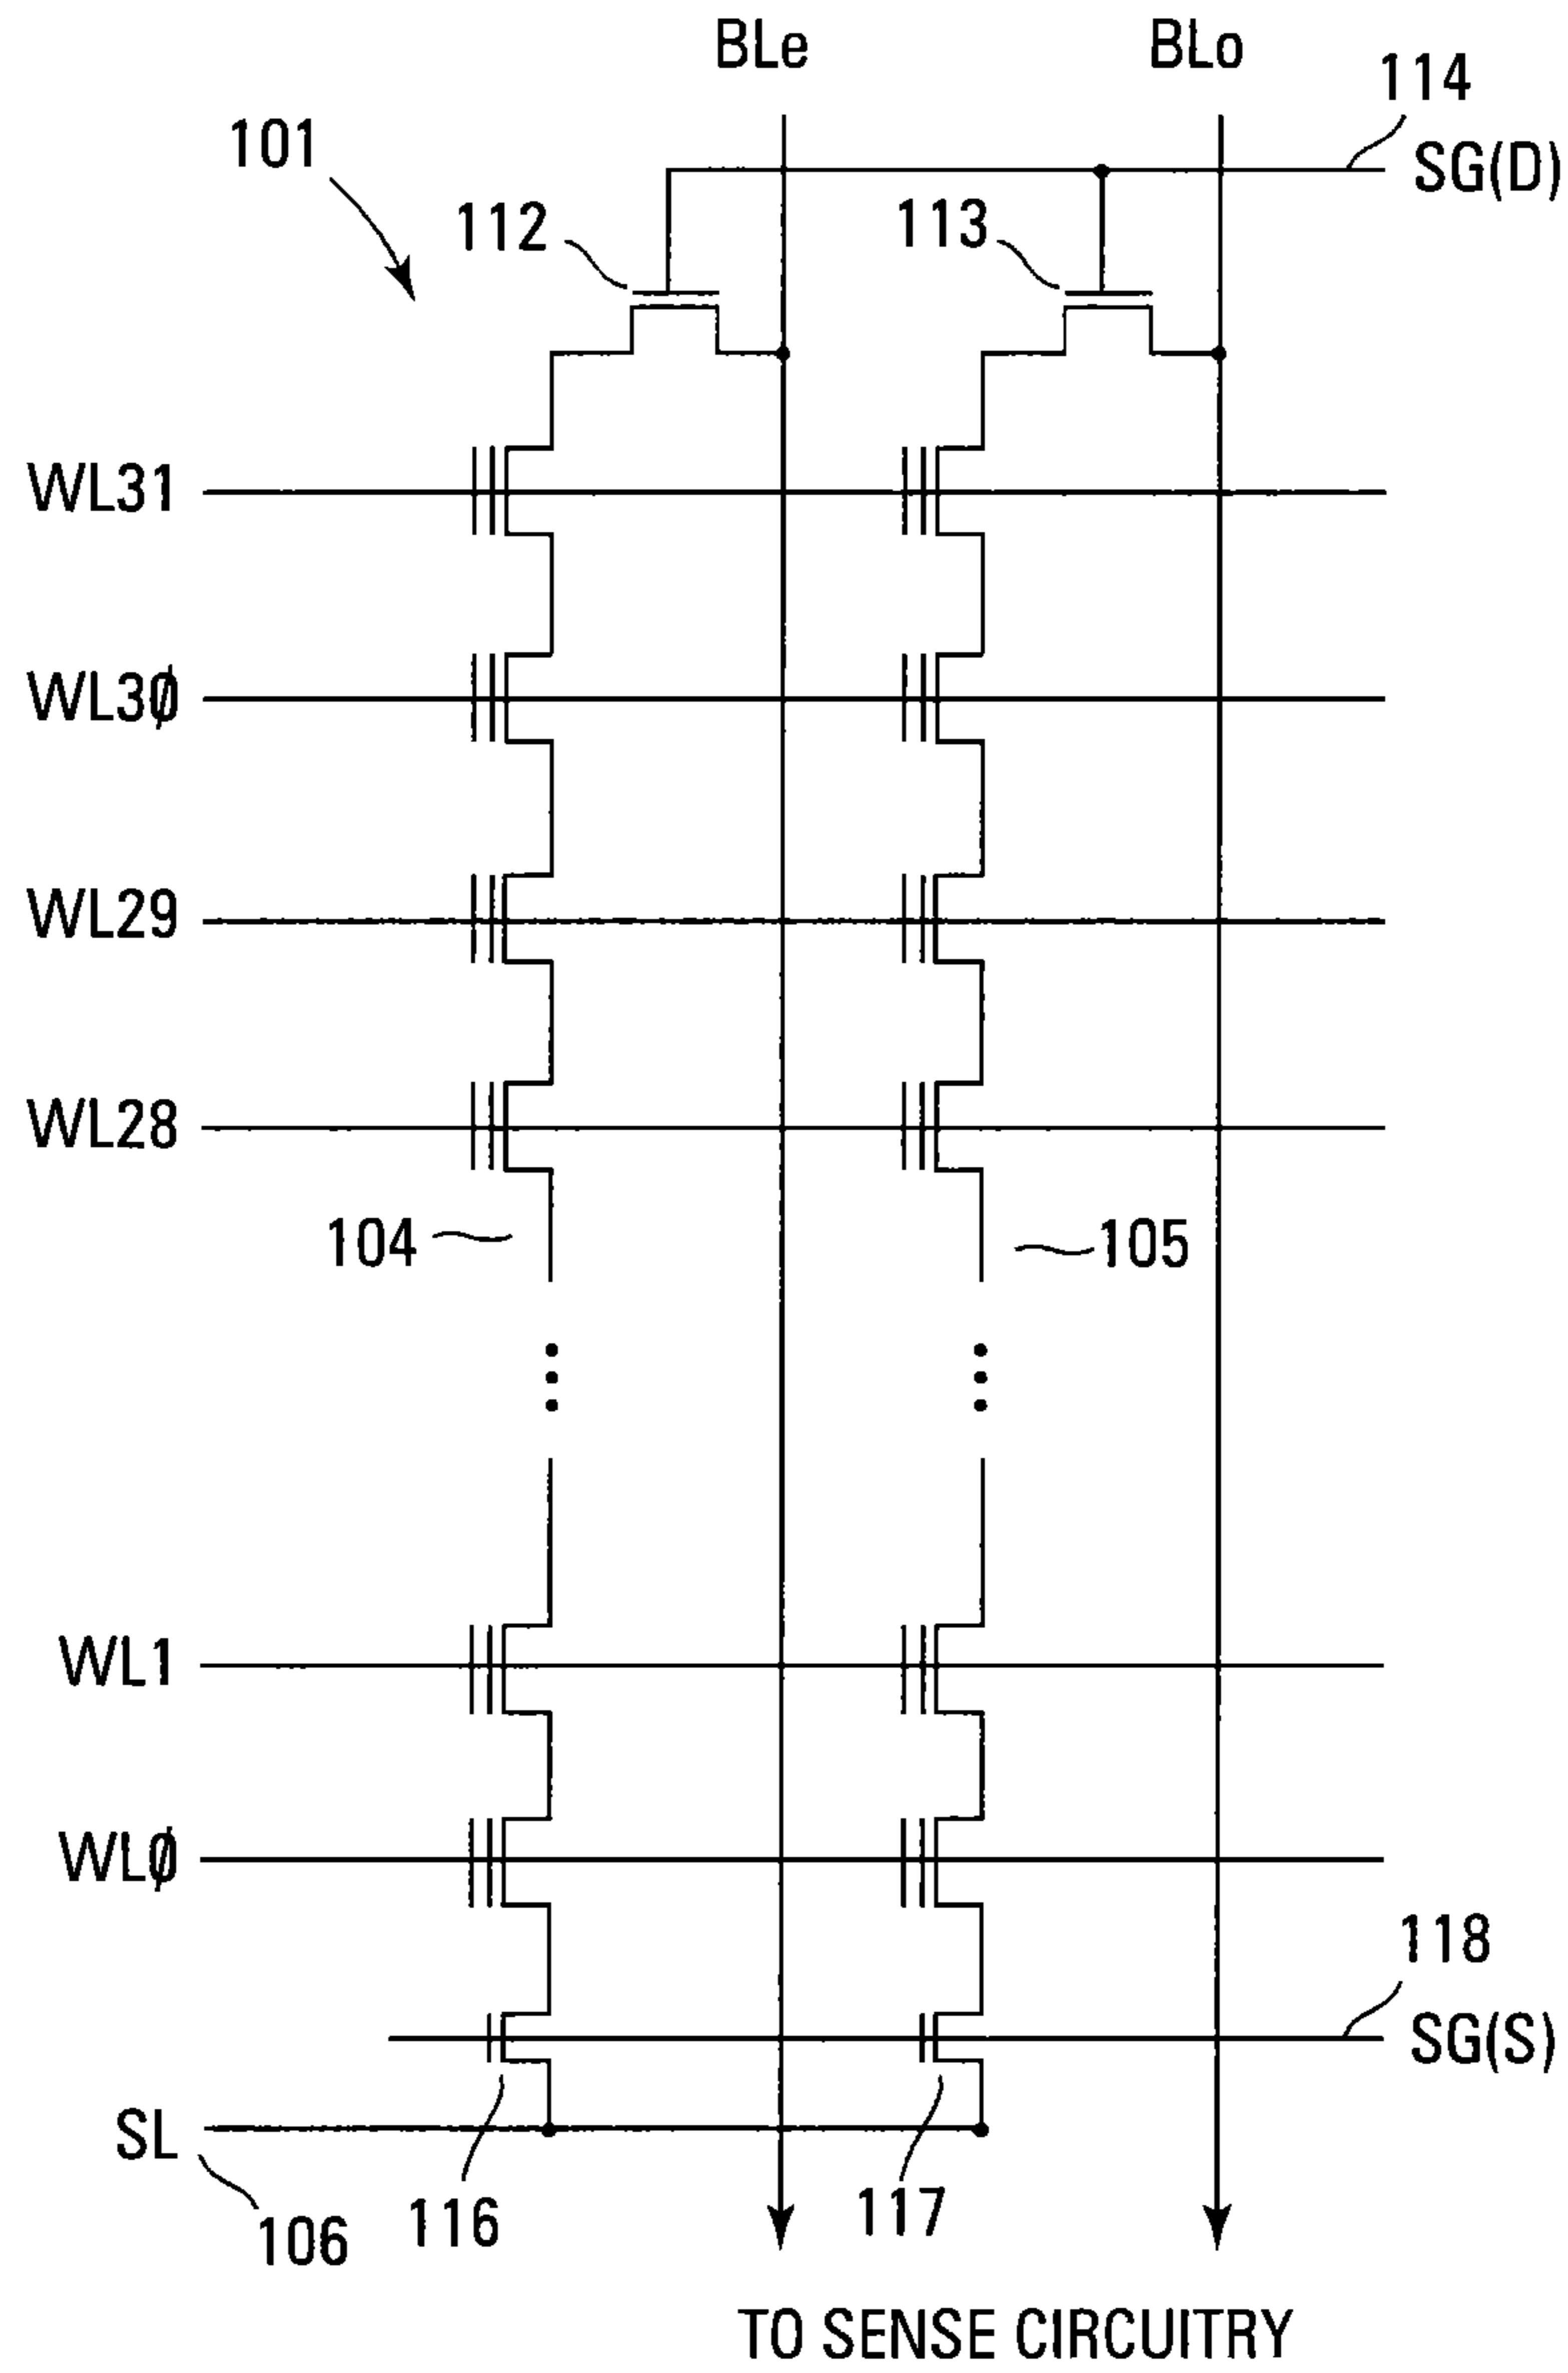 BLe
BLo
114
SG(D)
101
112
113
WL31
WL3Ø
WL29
WL28
104
105
WL1
WLØ
118
SG(S)
SL
106
116
117
TO SENSE CIRCUITRY